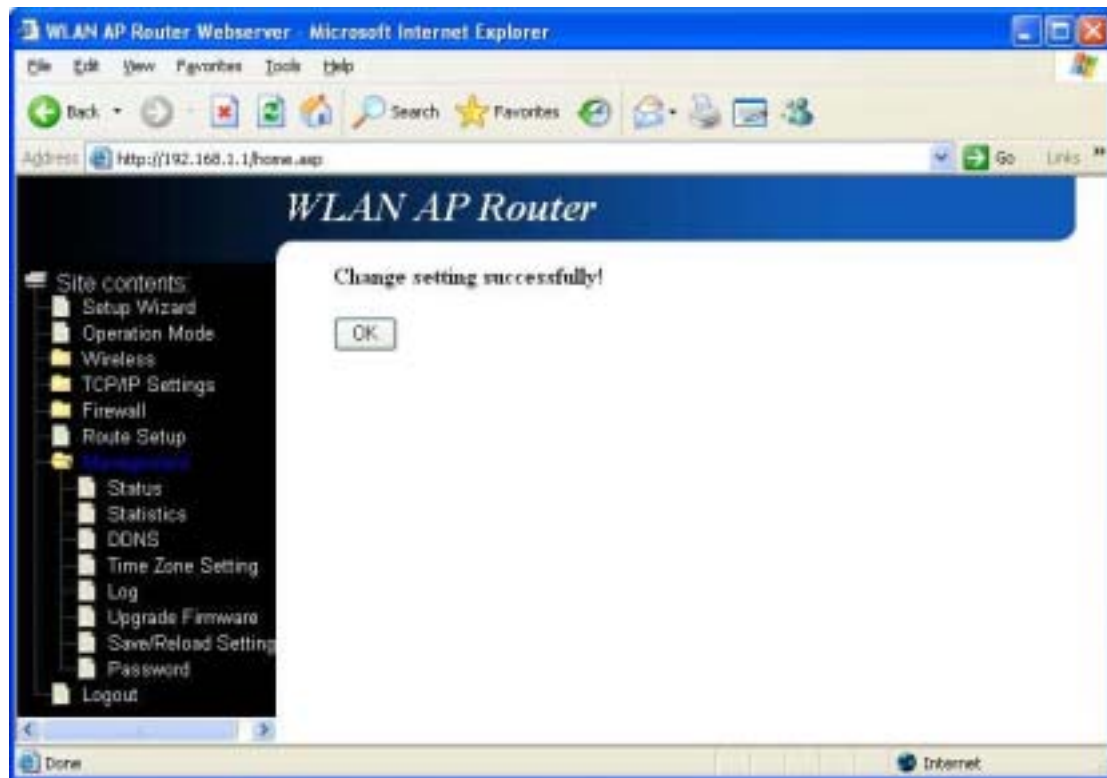 WLAN AP Router Webserver - Microsoft Internet Explorer
File Edit View Favorites Tools Help
Back Search Favorites
Address http://192.168.1.1/home.asp Go Links »
WLAN AP Router
Change setting successfully!
OK
Site contents:
Setup Wizard
Operation Mode
Wireless
TCP/IP Settings
Firewall
Route Setup
Management
Status
Statistics
DDNS
Time Zone Setting
Log
Upgrade Firmware
Save/Reload Setting
Password
Logout
Done Internet